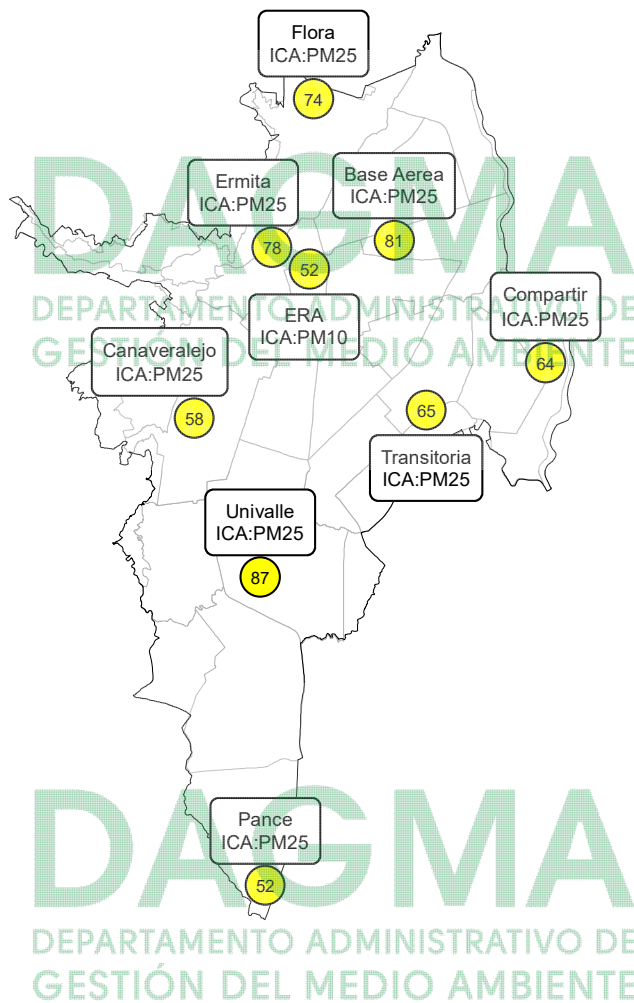 Flora
ICA:PM25
74
DAGMA
DEPARTAMENTO ADMINISTRATIVO DE
GESTIÓN DEL MEDIO AMBIENTE
Ermita
ICA:PM25
78
Base Aerea
ICA:PM25
81
52
ERA
ICA:PM10
Compartir
ICA:PM25
64
Canaveralejo
ICA:PM25
58
65
Transitoria
ICA:PM25
Univalle
ICA:PM25
87
Pance
ICA:PM25
52
DAGMA
DEPARTAMENTO ADMINISTRATIVO DE
GESTIÓN DEL MEDIO AMBIENTE